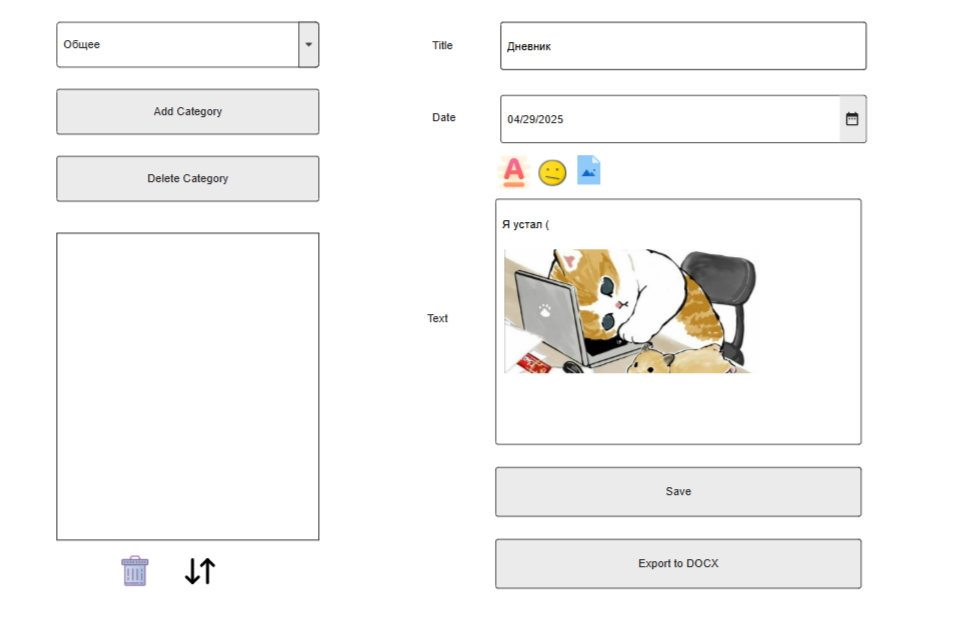 Общее
Add Category
Delete Category
Title
Дневник
Date
04/29/2025
A
Я устал (
Text
Save
Export to DOCX